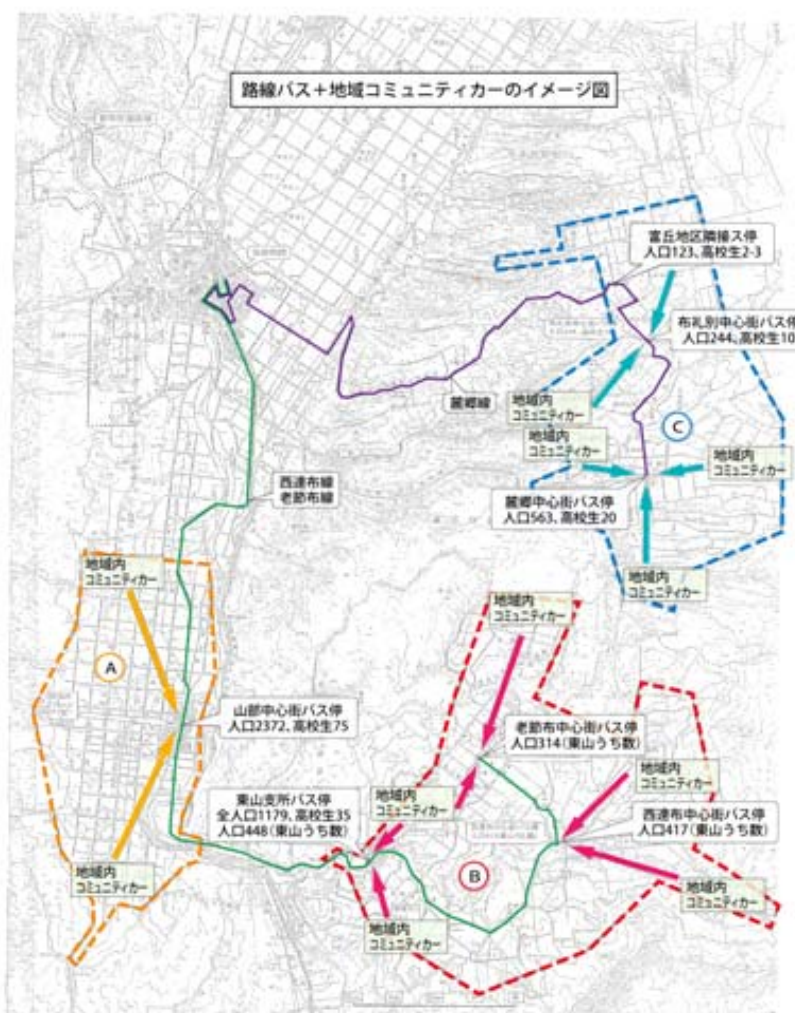 路線バス＋地域コミュニティカーのイメージ図
富丘地区隣接ス停
人口123、高校生2-3
布礼別中心街バス停
人口244、高校生10
麓郷線
地域内
コミュニティカー
地域内
コミュニティカー
C
地域内
コミュニティカー
麓郷中心街バス停
人口563、高校生20
西達布線
老節布線
地域内
コミュニティカー
地域内
コミュニティカー
地域内
コミュニティカー
A
山部中心街バス停
人口2372、高校生75
老節布中心街バス停
人口314（東山うち数）
東山支所バス停
全人口1179、高校生35
人口448（東山うち数）
地域内
コミュニティカー
地域内
コミュニティカー
西達布中心街バス停
人口417（東山うち数）
地域内
コミュニティカー
B
地域内
コミュニティカー
地域内
コミュニティカー